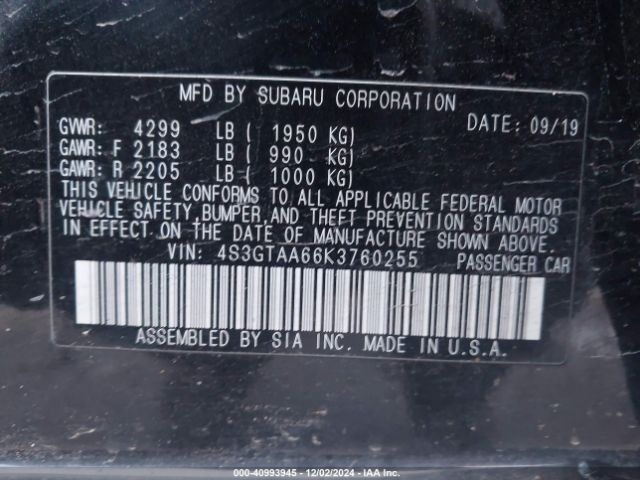 MFD BY SUBARU CORPORATION
GVWR: 4299 LB ( 1950 KG) DATE: 09/19
GAWR: F 2183 LB ( 990 KG)
GAWR: R 2205 LB ( 1000 KG)
THIS VEHICLE CONFORMS TO ALL APPLICABLE FEDERAL MOTOR
VEHICLE SAFETY, BUMPER, AND THEFT PREVENTION STANDARDS
IN EFFECT ON THE DATE OF MANUFACTURE SHOWN ABOVE.
VIN: 4S3GTAA66K3760255 PASSENGER CAR
ASSEMBLED BY SIA INC. MADE IN U.S.A.
000-40993945 - 12/02/2024 - IAA Inc.